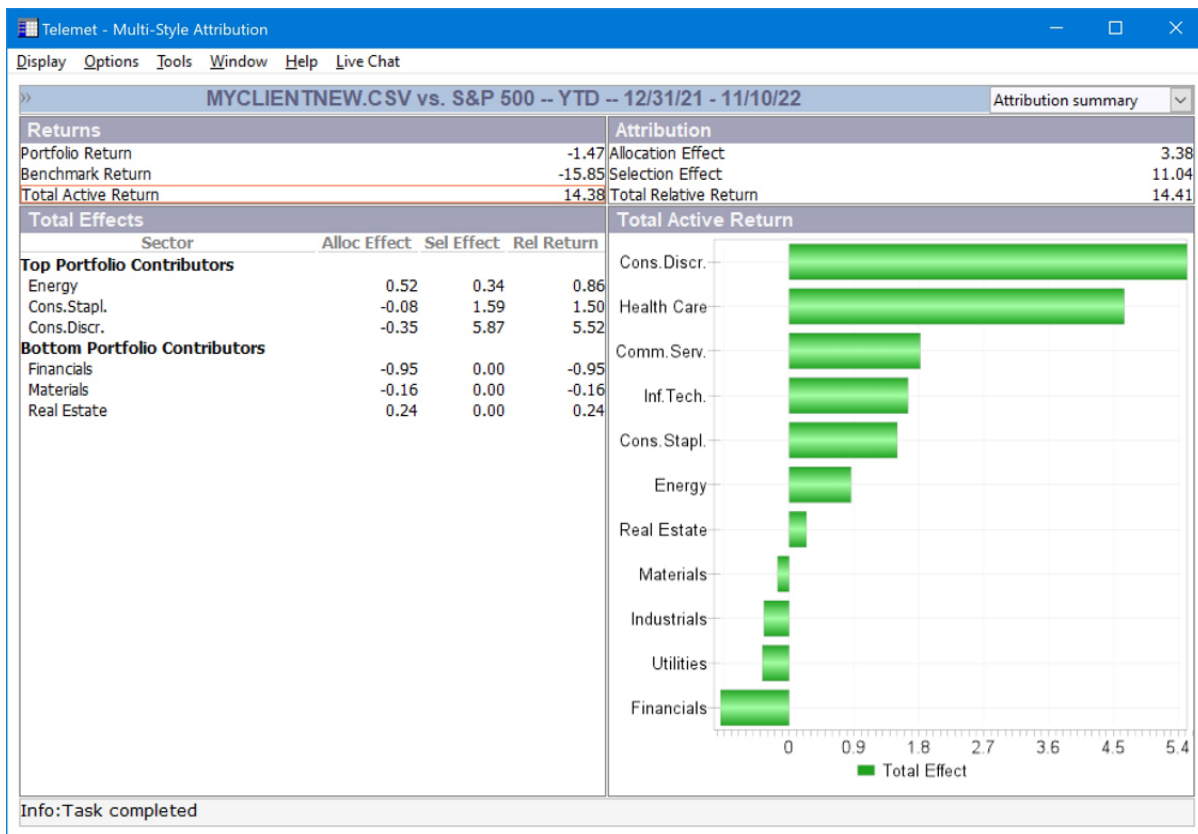 Telemet - Multi-Style Attribution
Display Options Tools Window Help Live Chat
» MYCLIENTNEW.CSV vs. S&P 500 -- YTD -- 12/31/21 - 11/10/22 Attribution summary
Returns
Portfolio Return -1.47
Benchmark Return -15.85
Total Active Return 14.38
Attribution
Allocation Effect 3.38
Selection Effect 11.04
Total Relative Return 14.41
Total Effects
Sector Alloc Effect Sel Effect Rel Return
Top Portfolio Contributors
Energy 0.52 0.34 0.86
Cons.Stapl. -0.08 1.59 1.50
Cons.Discr. -0.35 5.87 5.52
Bottom Portfolio Contributors
Financials -0.95 0.00 -0.95
Materials -0.16 0.00 -0.16
Real Estate 0.24 0.00 0.24
Total Active Return
Cons.Discr.
Health Care
Comm.Serv.
Inf.Tech.
Cons.Stapl.
Energy
Real Estate
Materials
Industrials
Utilities
Financials
0 0.9 1.8 2.7 3.6 4.5 5.4
Total Effect
Info:Task completed